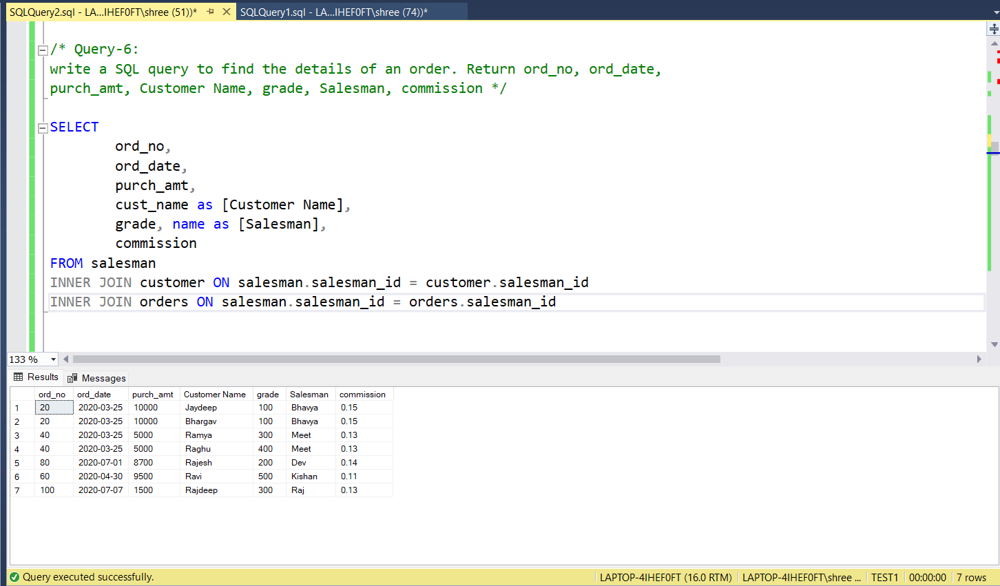 SQLQuery2.sql - LA...IHEF0FT\shree (51))* SQLQuery1.sql - LA...IHEF0FT\shree (74))*
/* Query-6:
write a SQL query to find the details of an order. Return ord_no, ord_date,
purch_amt, Customer Name, grade, Salesman, commission */
SELECT
ord_no,
ord_date,
purch_amt,
cust_name as [Customer Name],
grade, name as [Salesman],
commission
FROM salesman
INNER JOIN customer ON salesman.salesman_id = customer.salesman_id
INNER JOIN orders ON salesman.salesman_id = orders.salesman_id
133 %
Results Messages
ord_no ord_date purch_amt Customer Name grade Salesman commission
1 20 2020-03-25 10000 Jaydeep 100 Bhavya 0.15
2 20 2020-03-25 10000 Bhargav 100 Bhavya 0.15
3 40 2020-03-25 5000 Ramya 300 Meet 0.13
4 40 2020-03-25 5000 Raghu 400 Meet 0.13
5 80 2020-07-01 8700 Rajesh 200 Dev 0.14
6 60 2020-04-30 9500 Ravi 500 Kishan 0.11
7 100 2020-07-07 1500 Rajdeep 300 Raj 0.13
Query executed successfully. LAPTOP-4IHEF0FT (16.0 RTM) LAPTOP-4IHEF0FT\shree ... TEST1 00:00:00 7 rows